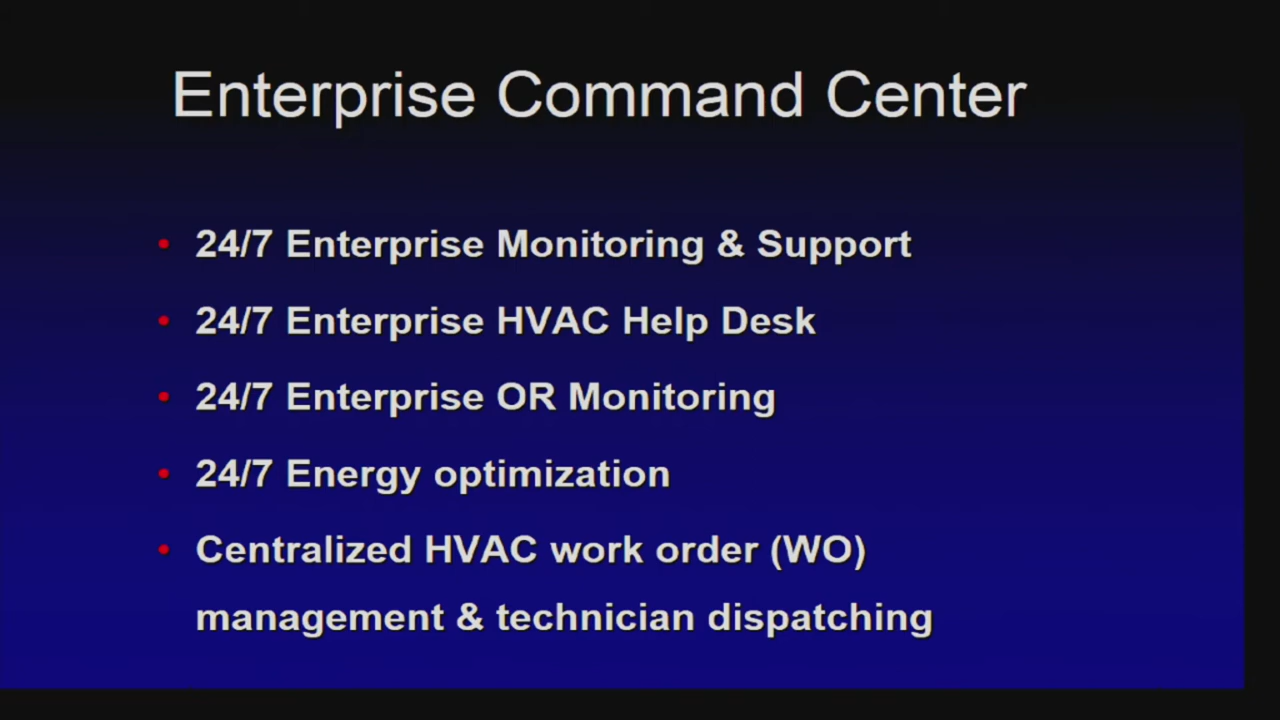 Enterprise Command Center
• 24/7 Enterprise Monitoring & Support
• 24/7 Enterprise HVAC Help Desk
• 24/7 Enterprise OR Monitoring
• 24/7 Energy optimization
• Centralized HVAC work order (WO)
management & technician dispatching